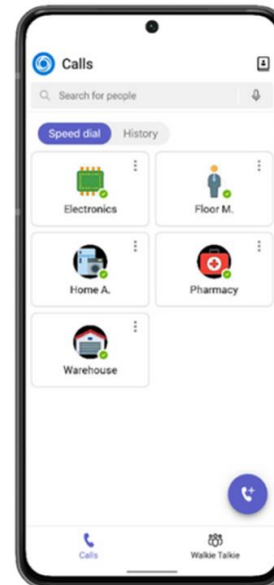 Calls
Search for people
Speed dial History
Electronics Floor M.
Home A. Pharmacy
Warehouse
Calls Walkie Talkie